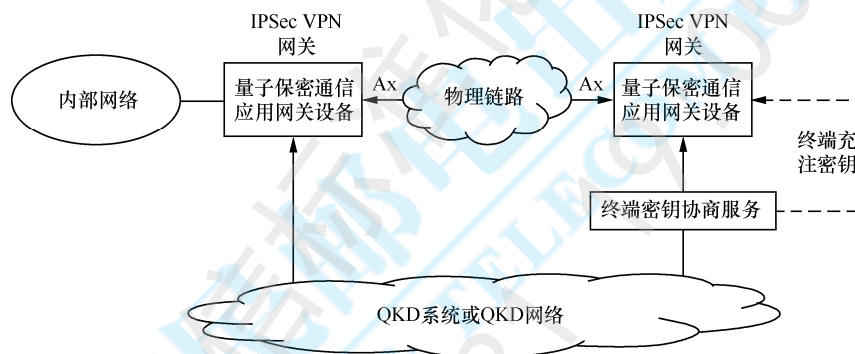 IPSec VPN
网关
IPSec VPN
网关
内部网络
量子保密通信
应用网关设备
Ax
物理链路
Ax
量子保密通信
应用网关设备
终端充
注密钥
终端密钥协商服务
QKD系统或QKD网络